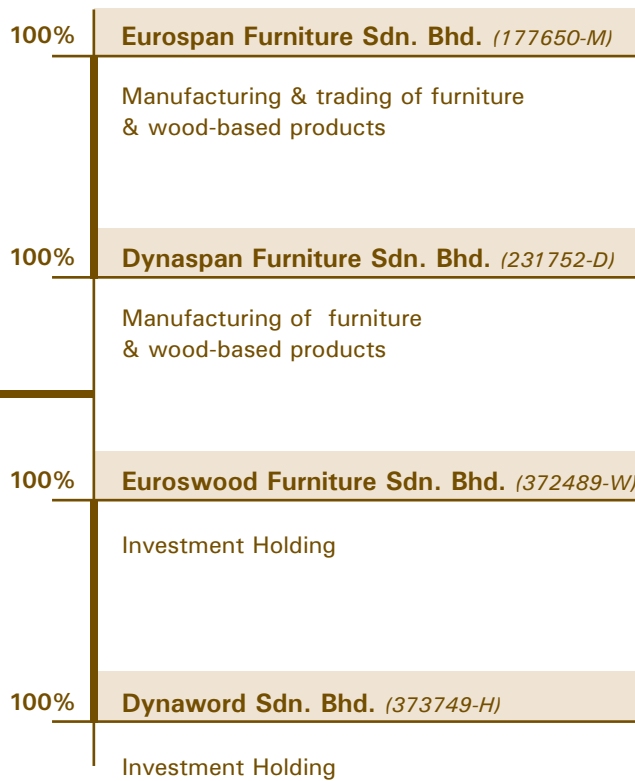 100% Eurospan Furniture Sdn. Bhd. (177650-M)
Manufacturing & trading of furniture
& wood-based products
100% Dynaspan Furniture Sdn. Bhd. (231752-D)
Manufacturing of furniture
& wood-based products
100% Euroswood Furniture Sdn. Bhd. (372489-W)
Investment Holding
100% Dynaword Sdn. Bhd. (373749-H)
Investment Holding